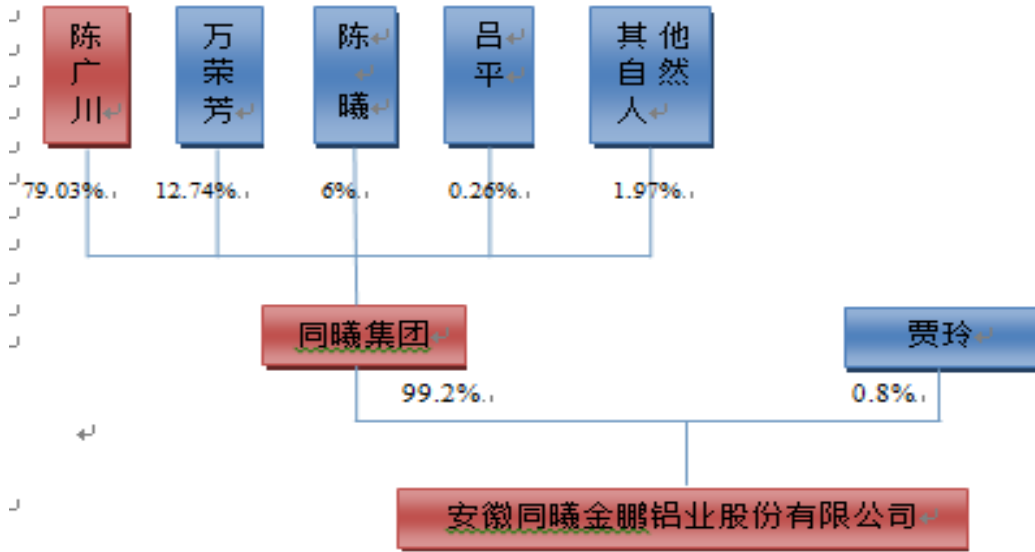 陈广川
万荣芳
陈曦
吕平
其他自然人
79.03%
12.74%
6%
0.26%
1.97%
同曦集团
贾玲
99.2%
0.8%
安徽同曦金鹏铝业股份有限公司